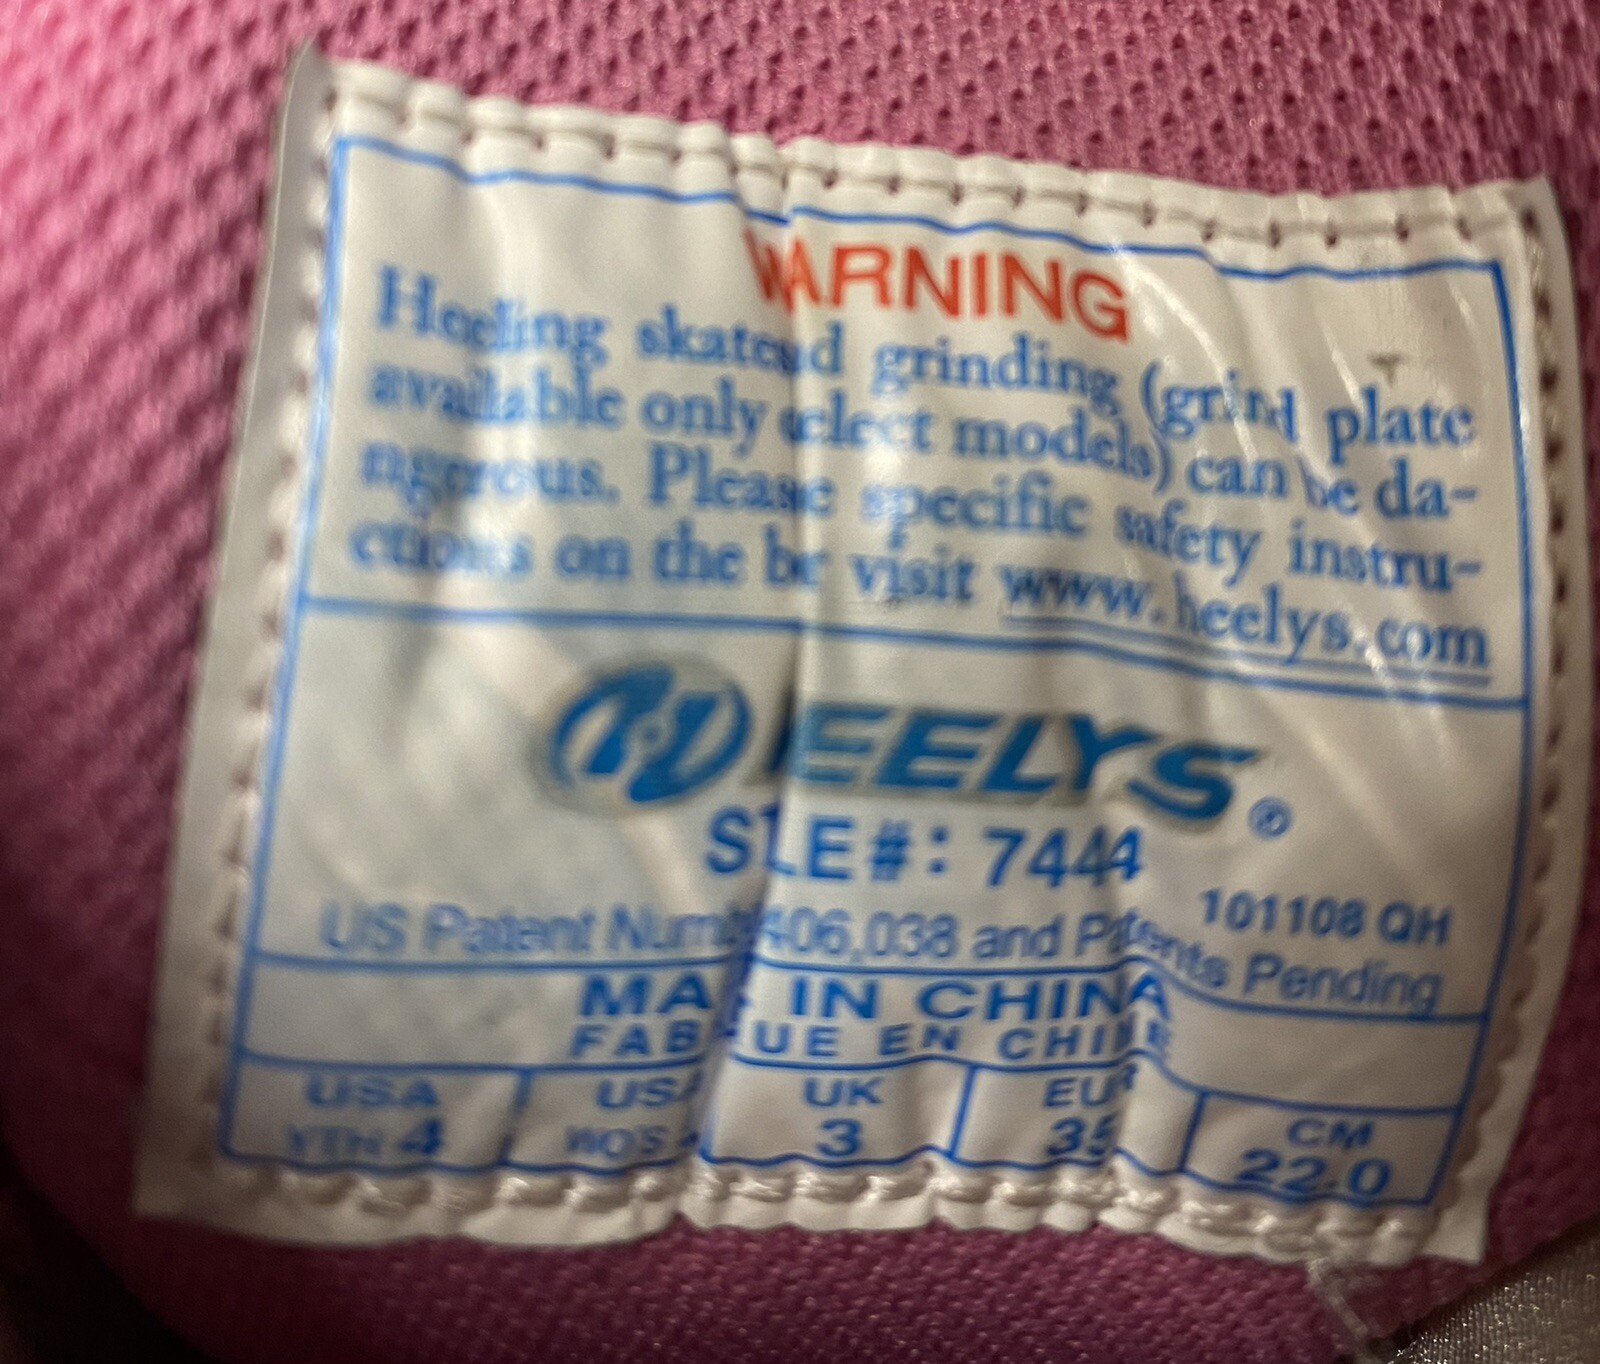 WARNING
Heeling skate and grinding (grind plate
available only select models) can be da-
ngerous. Please specific safety instru-
ctions on the visit www.heelys.com
HEELYS®
STLE#: 7444
101108 QH
US Patent 406,038 and Patents Pending
MADE IN CHINA
FABRIQUE EN CHINE
USA USA UK EUR CM
YTH 4 WO'S 3 35 22.0